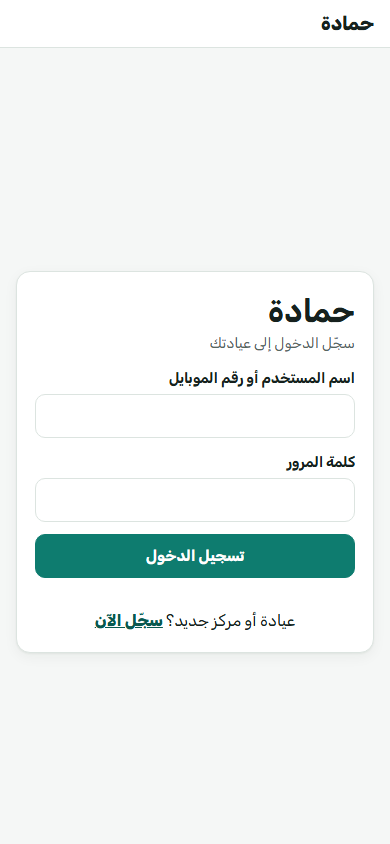 حمادة
حمادة
سجّل الدخول إلى عيادتك
اسم المستخدم أو رقم الموبايل
كلمة المرور
تسجيل الدخول
عيادة أو مركز جديد؟ سجّل الآن